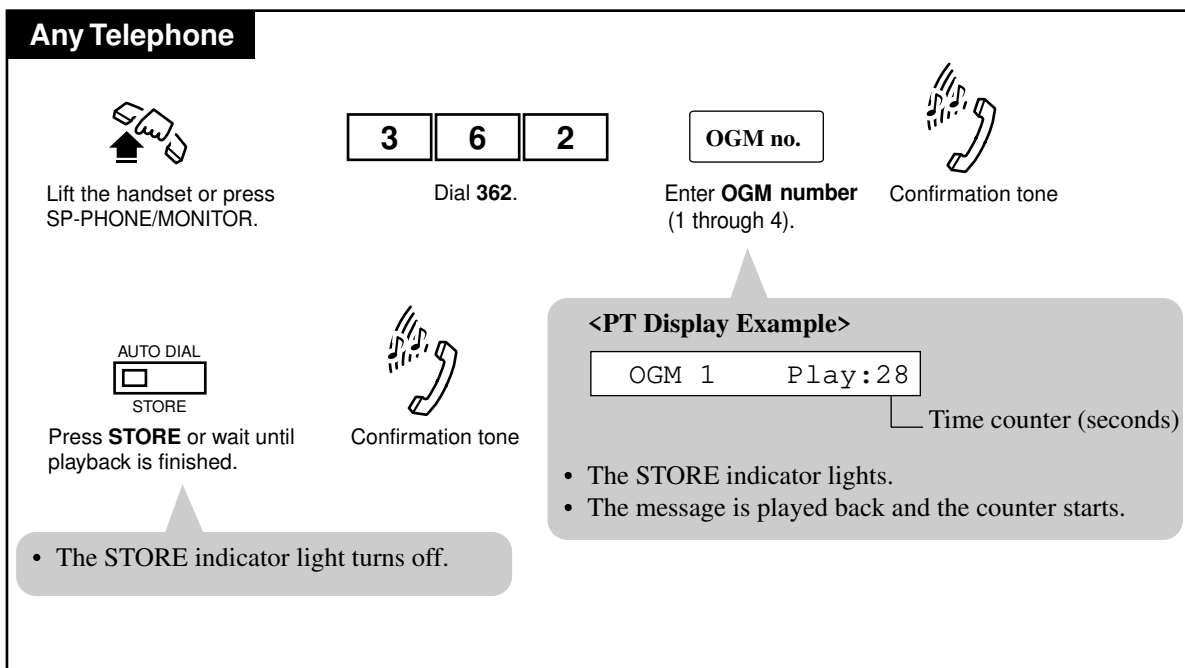 Any Telephone
3 6 2
OGM no.
Lift the handset or press
SP-PHONE/MONITOR.
Dial 362.
Enter OGM number
(1 through 4).
Confirmation tone
AUTO DIAL
STORE
Press STORE or wait until
playback is finished.
Confirmation tone
• The STORE indicator light turns off.
<PT Display Example>
OGM 1 Play:28
Time counter (seconds)
• The STORE indicator lights.
• The message is played back and the counter starts.